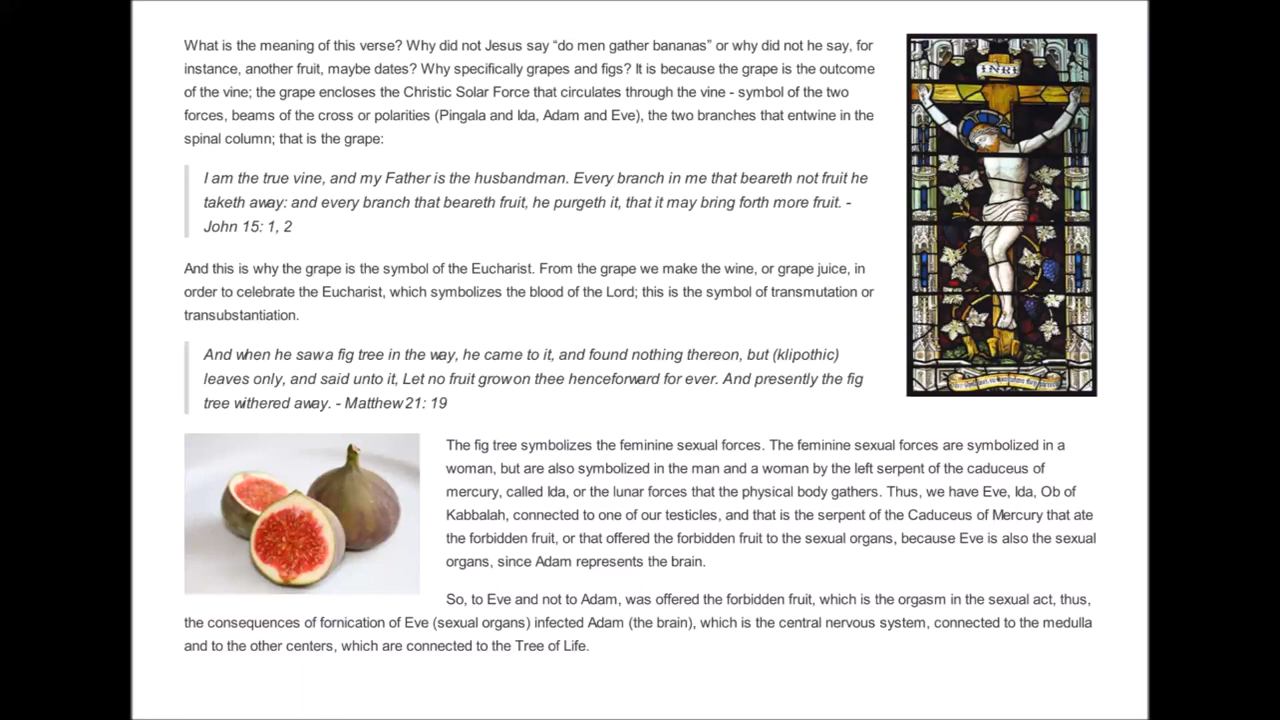 What is the meaning of this verse? Why did not Jesus say “do men gather bananas” or why did not he say, for
instance, another fruit, maybe dates? Why specifically grapes and figs? It is because the grape is the outcome
of the vine; the grape encloses the Christic Solar Force that circulates through the vine - symbol of the two
forces, beams of the cross or polarities (Pingala and Ida, Adam and Eve), the two branches that entwine in the
spinal column; that is the grape:
I am the true vine, and my Father is the husbandman. Every branch in me that beareth not fruit he
taketh away: and every branch that beareth fruit, he purgeth it, that it may bring forth more fruit. -
John 15: 1, 2
And this is why the grape is the symbol of the Eucharist. From the grape we make the wine, or grape juice, in
order to celebrate the Eucharist, which symbolizes the blood of the Lord; this is the symbol of transmutation or
transubstantiation.
And when he saw a fig tree in the way, he came to it, and found nothing thereon, but (klipothic)
leaves only, and said unto it, Let no fruit grow on thee henceforward for ever. And presently the fig
tree withered away. - Matthew 21: 19
INRI
The fig tree symbolizes the feminine sexual forces. The feminine sexual forces are symbolized in a
woman, but are also symbolized in the man and a woman by the left serpent of the caduceus of
mercury, called Ida, or the lunar forces that the physical body gathers. Thus, we have Eve, Ida, Ob of
Kabbalah, connected to one of our testicles, and that is the serpent of the Caduceus of Mercury that ate
the forbidden fruit, or that offered the forbidden fruit to the sexual organs, because Eve is also the sexual
organs, since Adam represents the brain.
So, to Eve and not to Adam, was offered the forbidden fruit, which is the orgasm in the sexual act, thus,
the consequences of fornication of Eve (sexual organs) infected Adam (the brain), which is the central nervous system, connected to the medulla
and to the other centers, which are connected to the Tree of Life.